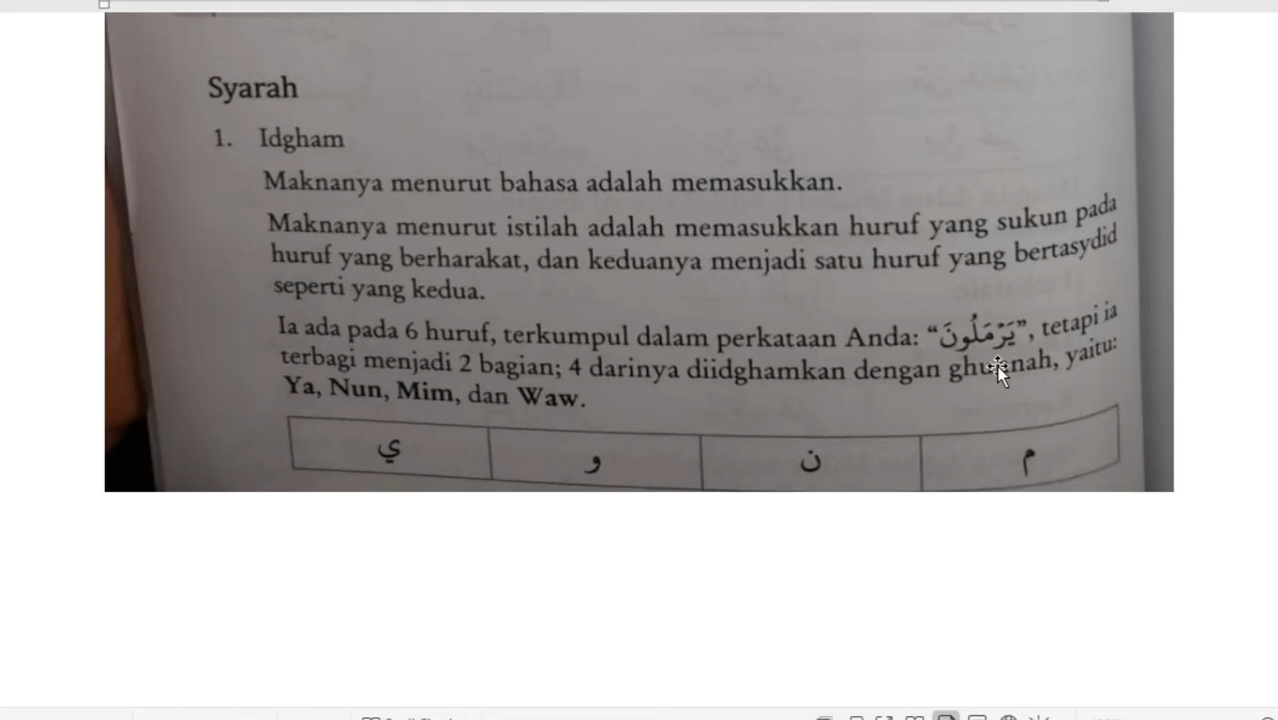 Syarah
1. Idgham
Maknanya menurut bahasa adalah memasukkan.
Maknanya menurut istilah adalah memasukkan huruf yang sukun pada
huruf yang berharakat, dan keduanya menjadi satu huruf yang bertasydid
seperti yang kedua.
Ia ada pada 6 huruf, terkumpul dalam perkataan Anda: “يَرْمَلُونَ”, tetapi ia
terbagi menjadi 2 bagian; 4 darinya diidghamkan dengan ghunnah, yaitu:
Ya, Nun, Mim, dan Waw.
ي و ن م